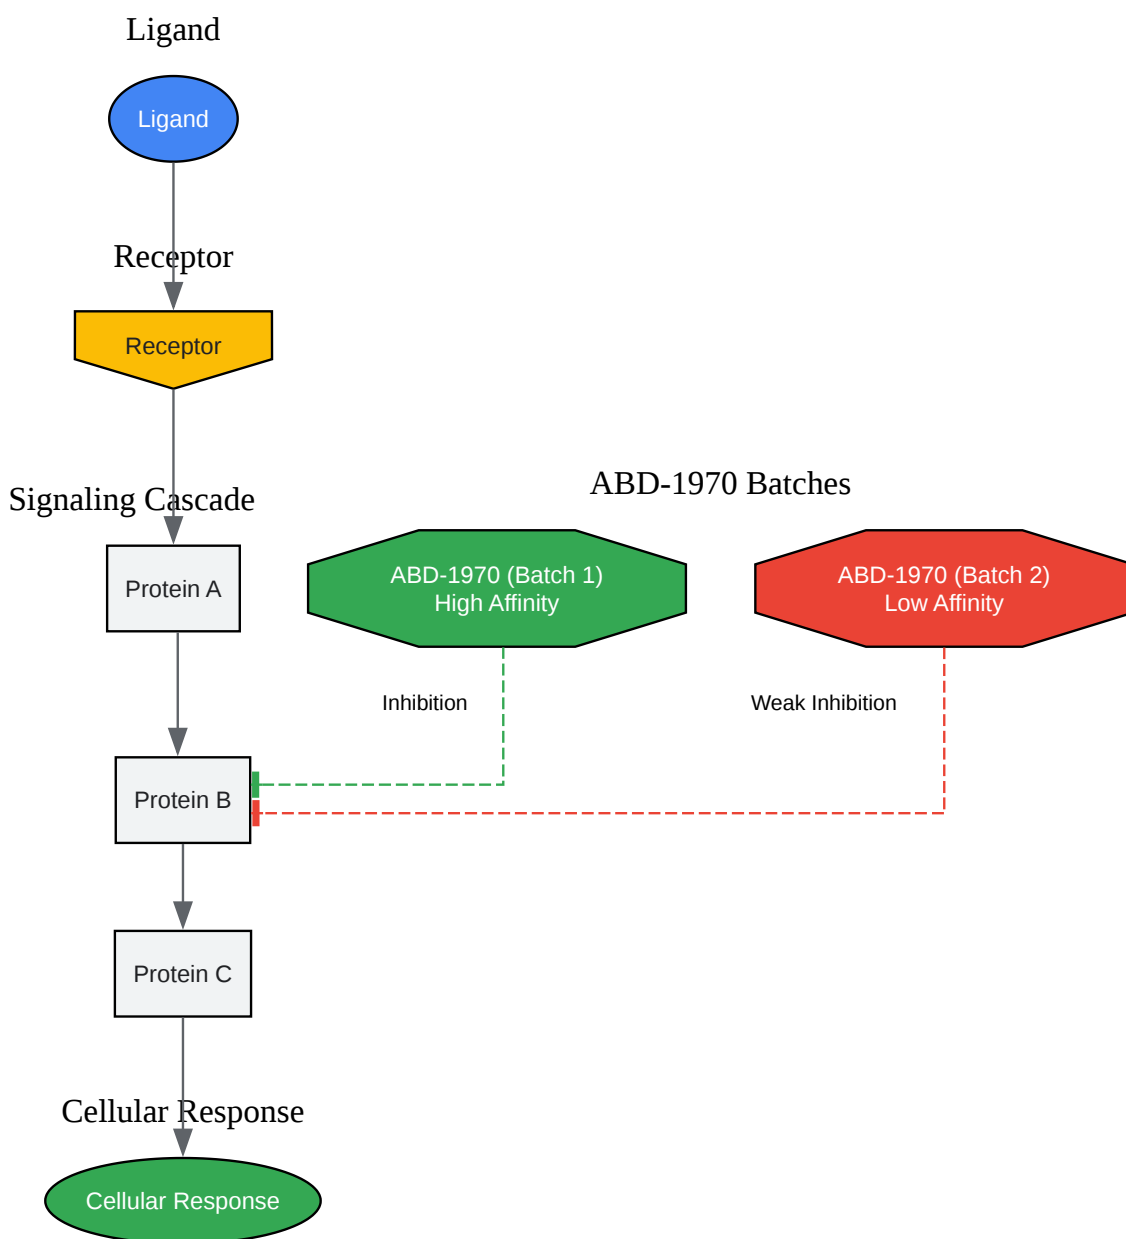 Ligand
Ligand
Receptor
Receptor
Signaling Cascade
ABD-1970 Batches
Protein A
ABD-1970 (Batch 1)
High Affinity
ABD-1970 (Batch 2)
Low Affinity
Inhibition
Weak Inhibition
Protein B
Protein C
Cellular Response
Cellular Response